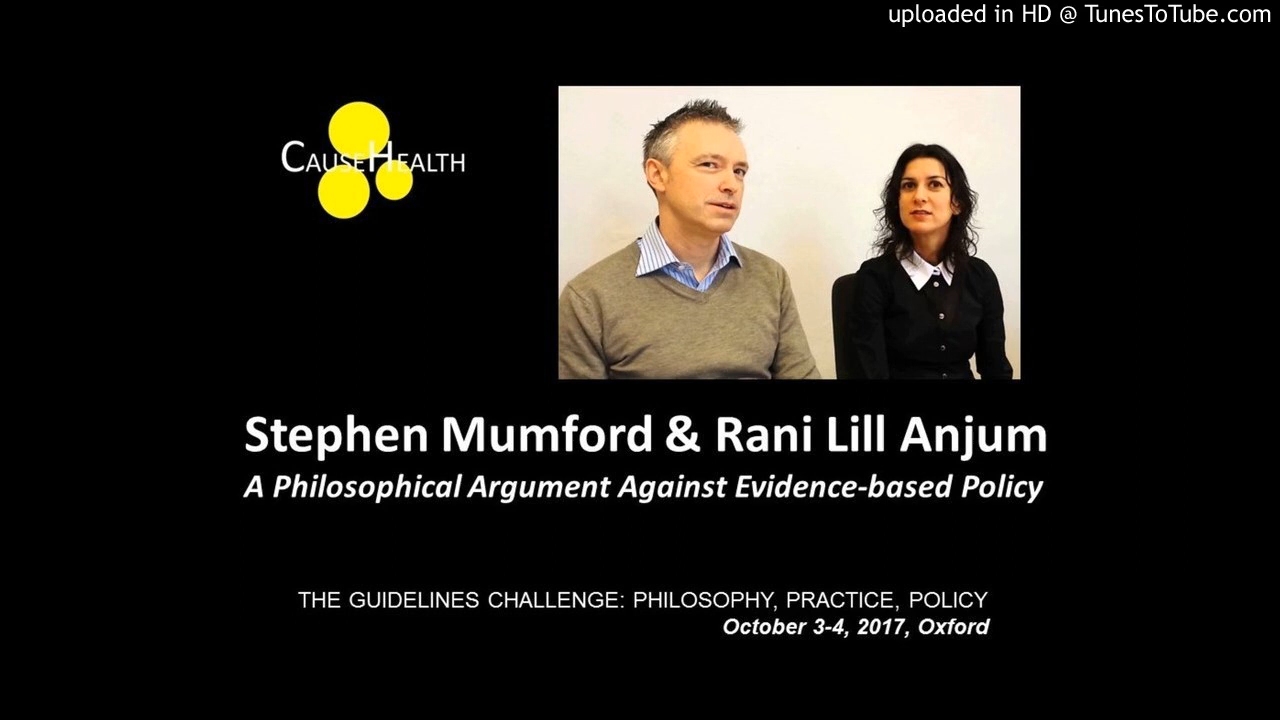 uploaded in HD @ TunesToTube.com
CAUSEHEALTH
Stephen Mumford & Rani Lill Anjum
A Philosophical Argument Against Evidence-based Policy
THE GUIDELINES CHALLENGE: PHILOSOPHY, PRACTICE, POLICY
October 3-4, 2017, Oxford